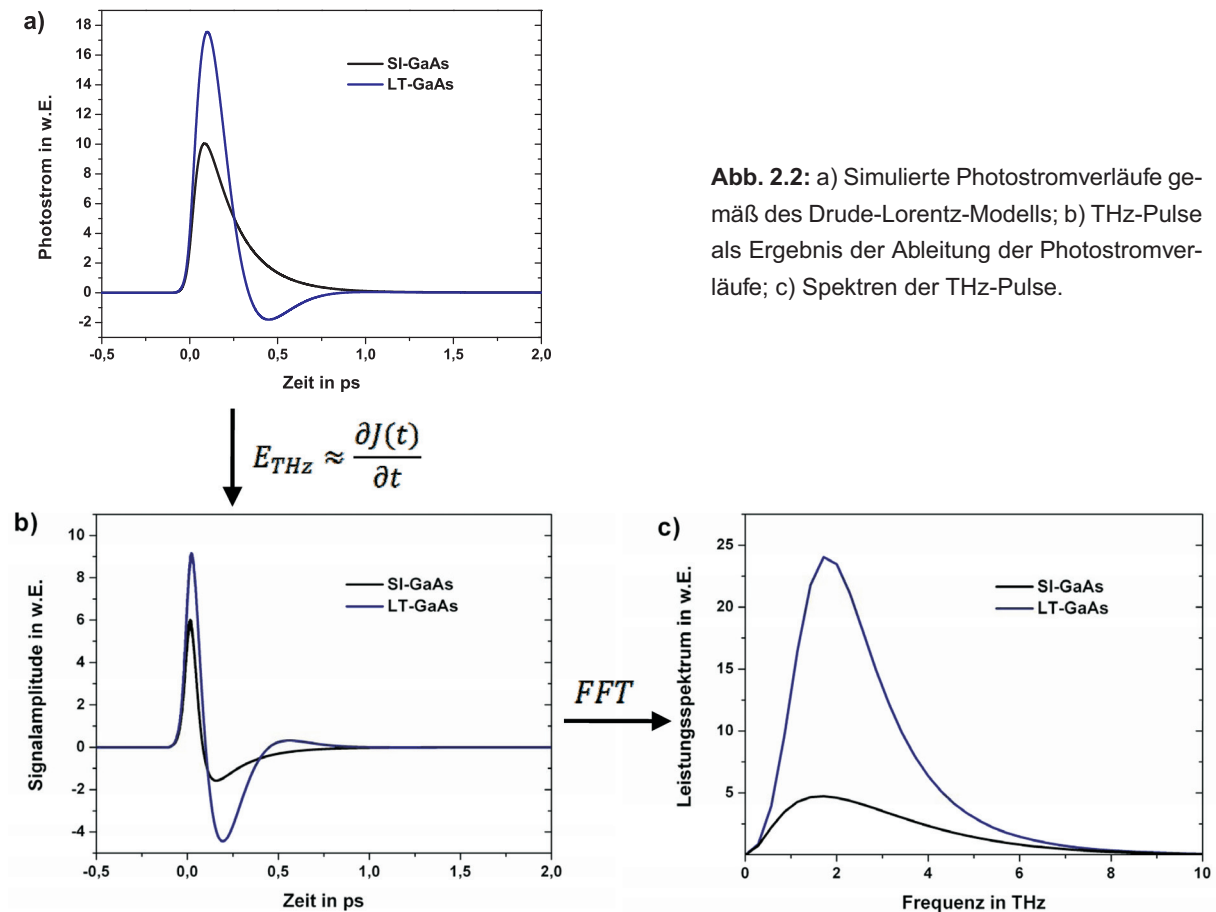 a)
Photostrom in w.E.
18
16
14
12
10
8
6
4
2
0
-2
SI-GaAs
LT-GaAs
-0,5 0,0 0,5 1,0 1,5 2,0
Zeit in ps
Abb. 2.2: a) Simulierte Photostromverläufe ge-
mäß des Drude-Lorentz-Modells; b) THz-Pulse
als Ergebnis der Ableitung der Photostromver-
läufe; c) Spektren der THz-Pulse.
E_{THz} ≈ ∂J(t)/∂t
b)
Signalamplitude in w.E.
10
8
6
4
2
0
-2
-4
SI-GaAs
LT-GaAs
-0,5 0,0 0,5 1,0 1,5 2,0
Zeit in ps
FFT
c)
Leistungsspektrum in w.E.
25
20
15
10
5
SI-GaAs
LT-GaAs
0 2 4 6 8 10
Frequenz in THz